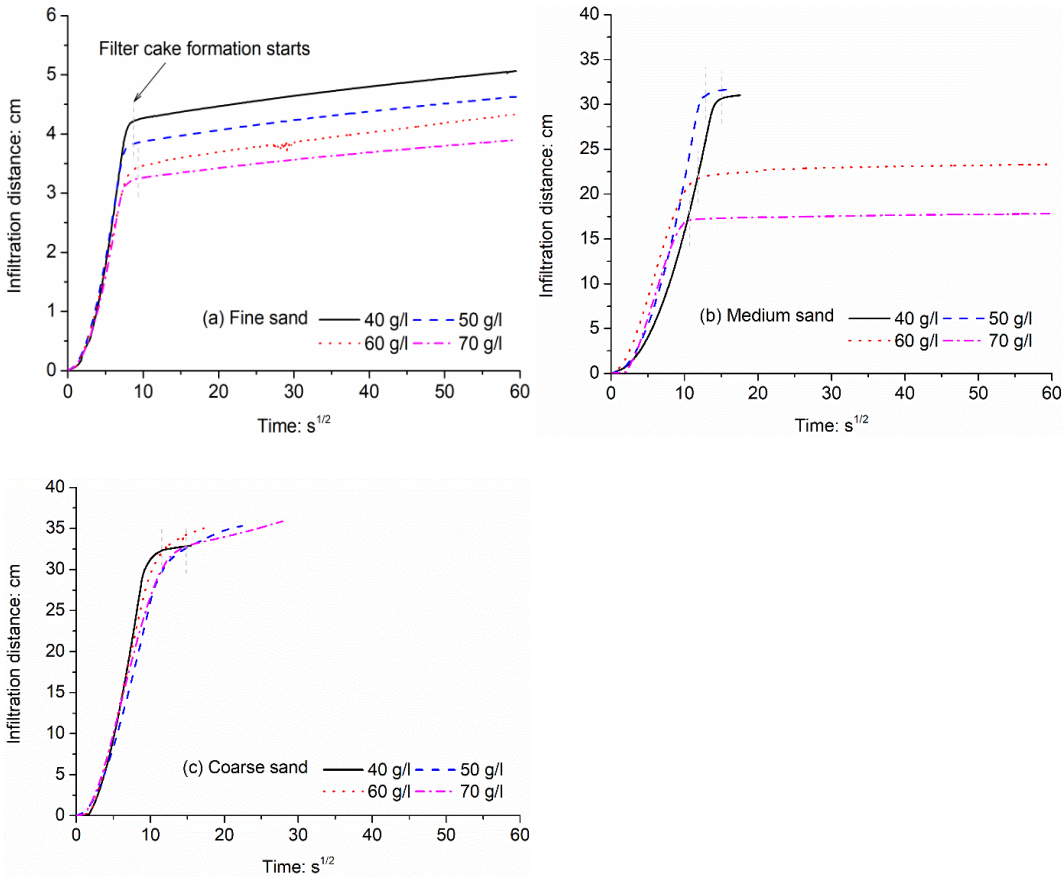 6
5
4
3
2
1
0
Infiltration distance: cm
Filter cake formation starts
(a) Fine sand
40 g/l
50 g/l
60 g/l
70 g/l
0 10 20 30 40 50 60
Time: s^1/2
40
35
30
25
20
15
10
5
0
Infiltration distance: cm
(b) Medium sand
40 g/l
50 g/l
60 g/l
70 g/l
0 10 20 30 40 50 60
Time: s^1/2
40
35
30
25
20
15
10
5
0
Infiltration distance: cm
(c) Coarse sand
40 g/l
50 g/l
60 g/l
70 g/l
0 10 20 30 40 50 60
Time: s^1/2